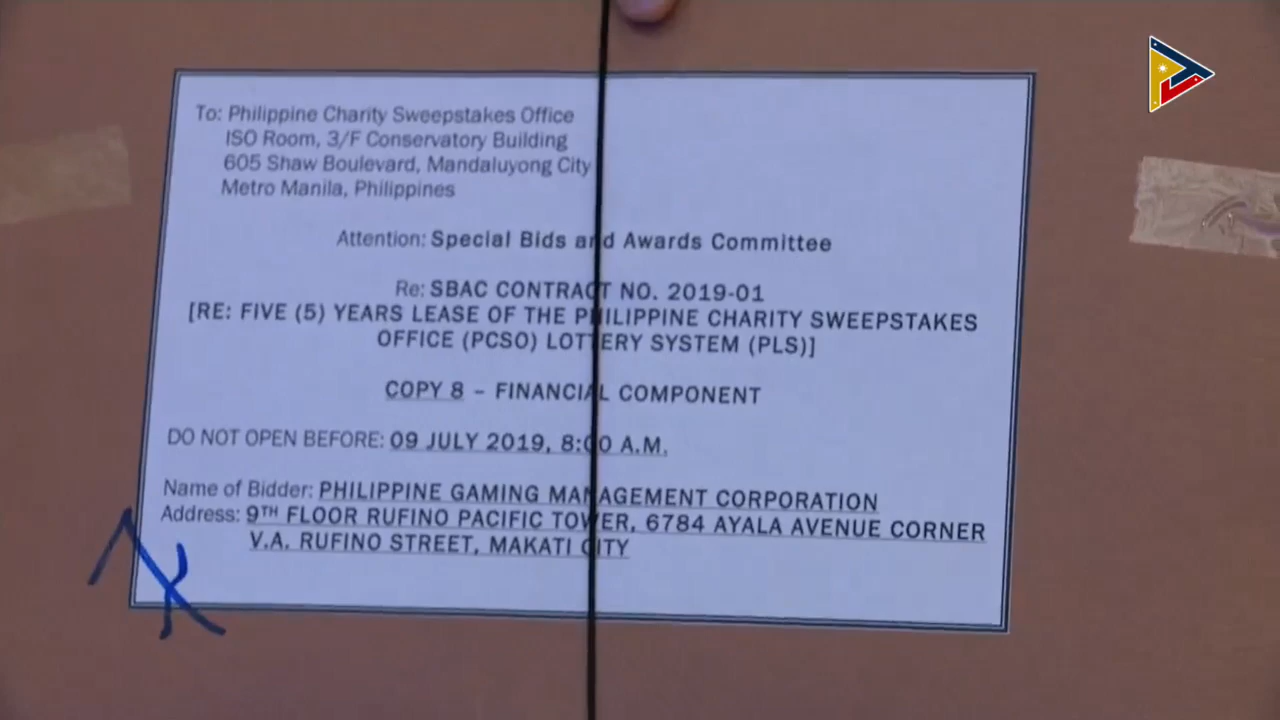 To: Philippine Charity Sweepstakes Office
ISO Room, 3/F Conservatory Building
605 Shaw Boulevard, Mandaluyong City
Metro Manila, Philippines
Attention: Special Bids and Awards Committee
Re: SBAC CONTRACT NO. 2019-01
[RE: FIVE (5) YEARS LEASE OF THE PHILIPPINE CHARITY SWEEPSTAKES
OFFICE (PCSO) LOTTERY SYSTEM (PLS)]
COPY 8 – FINANCIAL COMPONENT
DO NOT OPEN BEFORE: 09 JULY 2019, 8:00 A.M.
Name of Bidder: PHILIPPINE GAMING MANAGEMENT CORPORATION
Address: 9TH FLOOR RUFINO PACIFIC TOWER, 6784 AYALA AVENUE CORNER
V.A. RUFINO STREET, MAKATI CITY